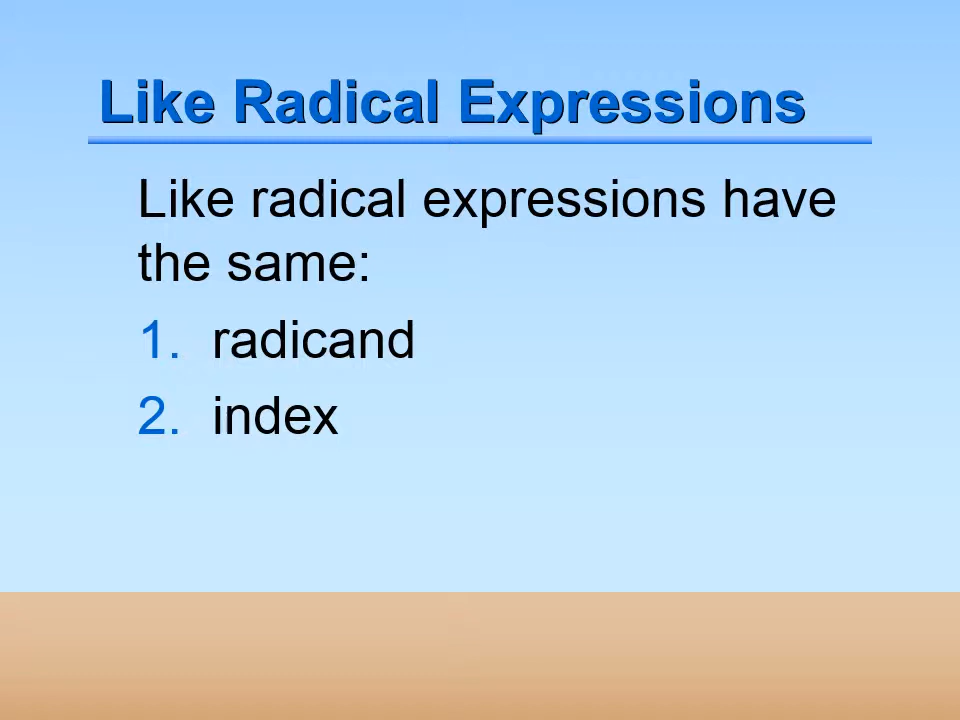 Like Radical Expressions
Like radical expressions have
the same:
1. radicand
2. index